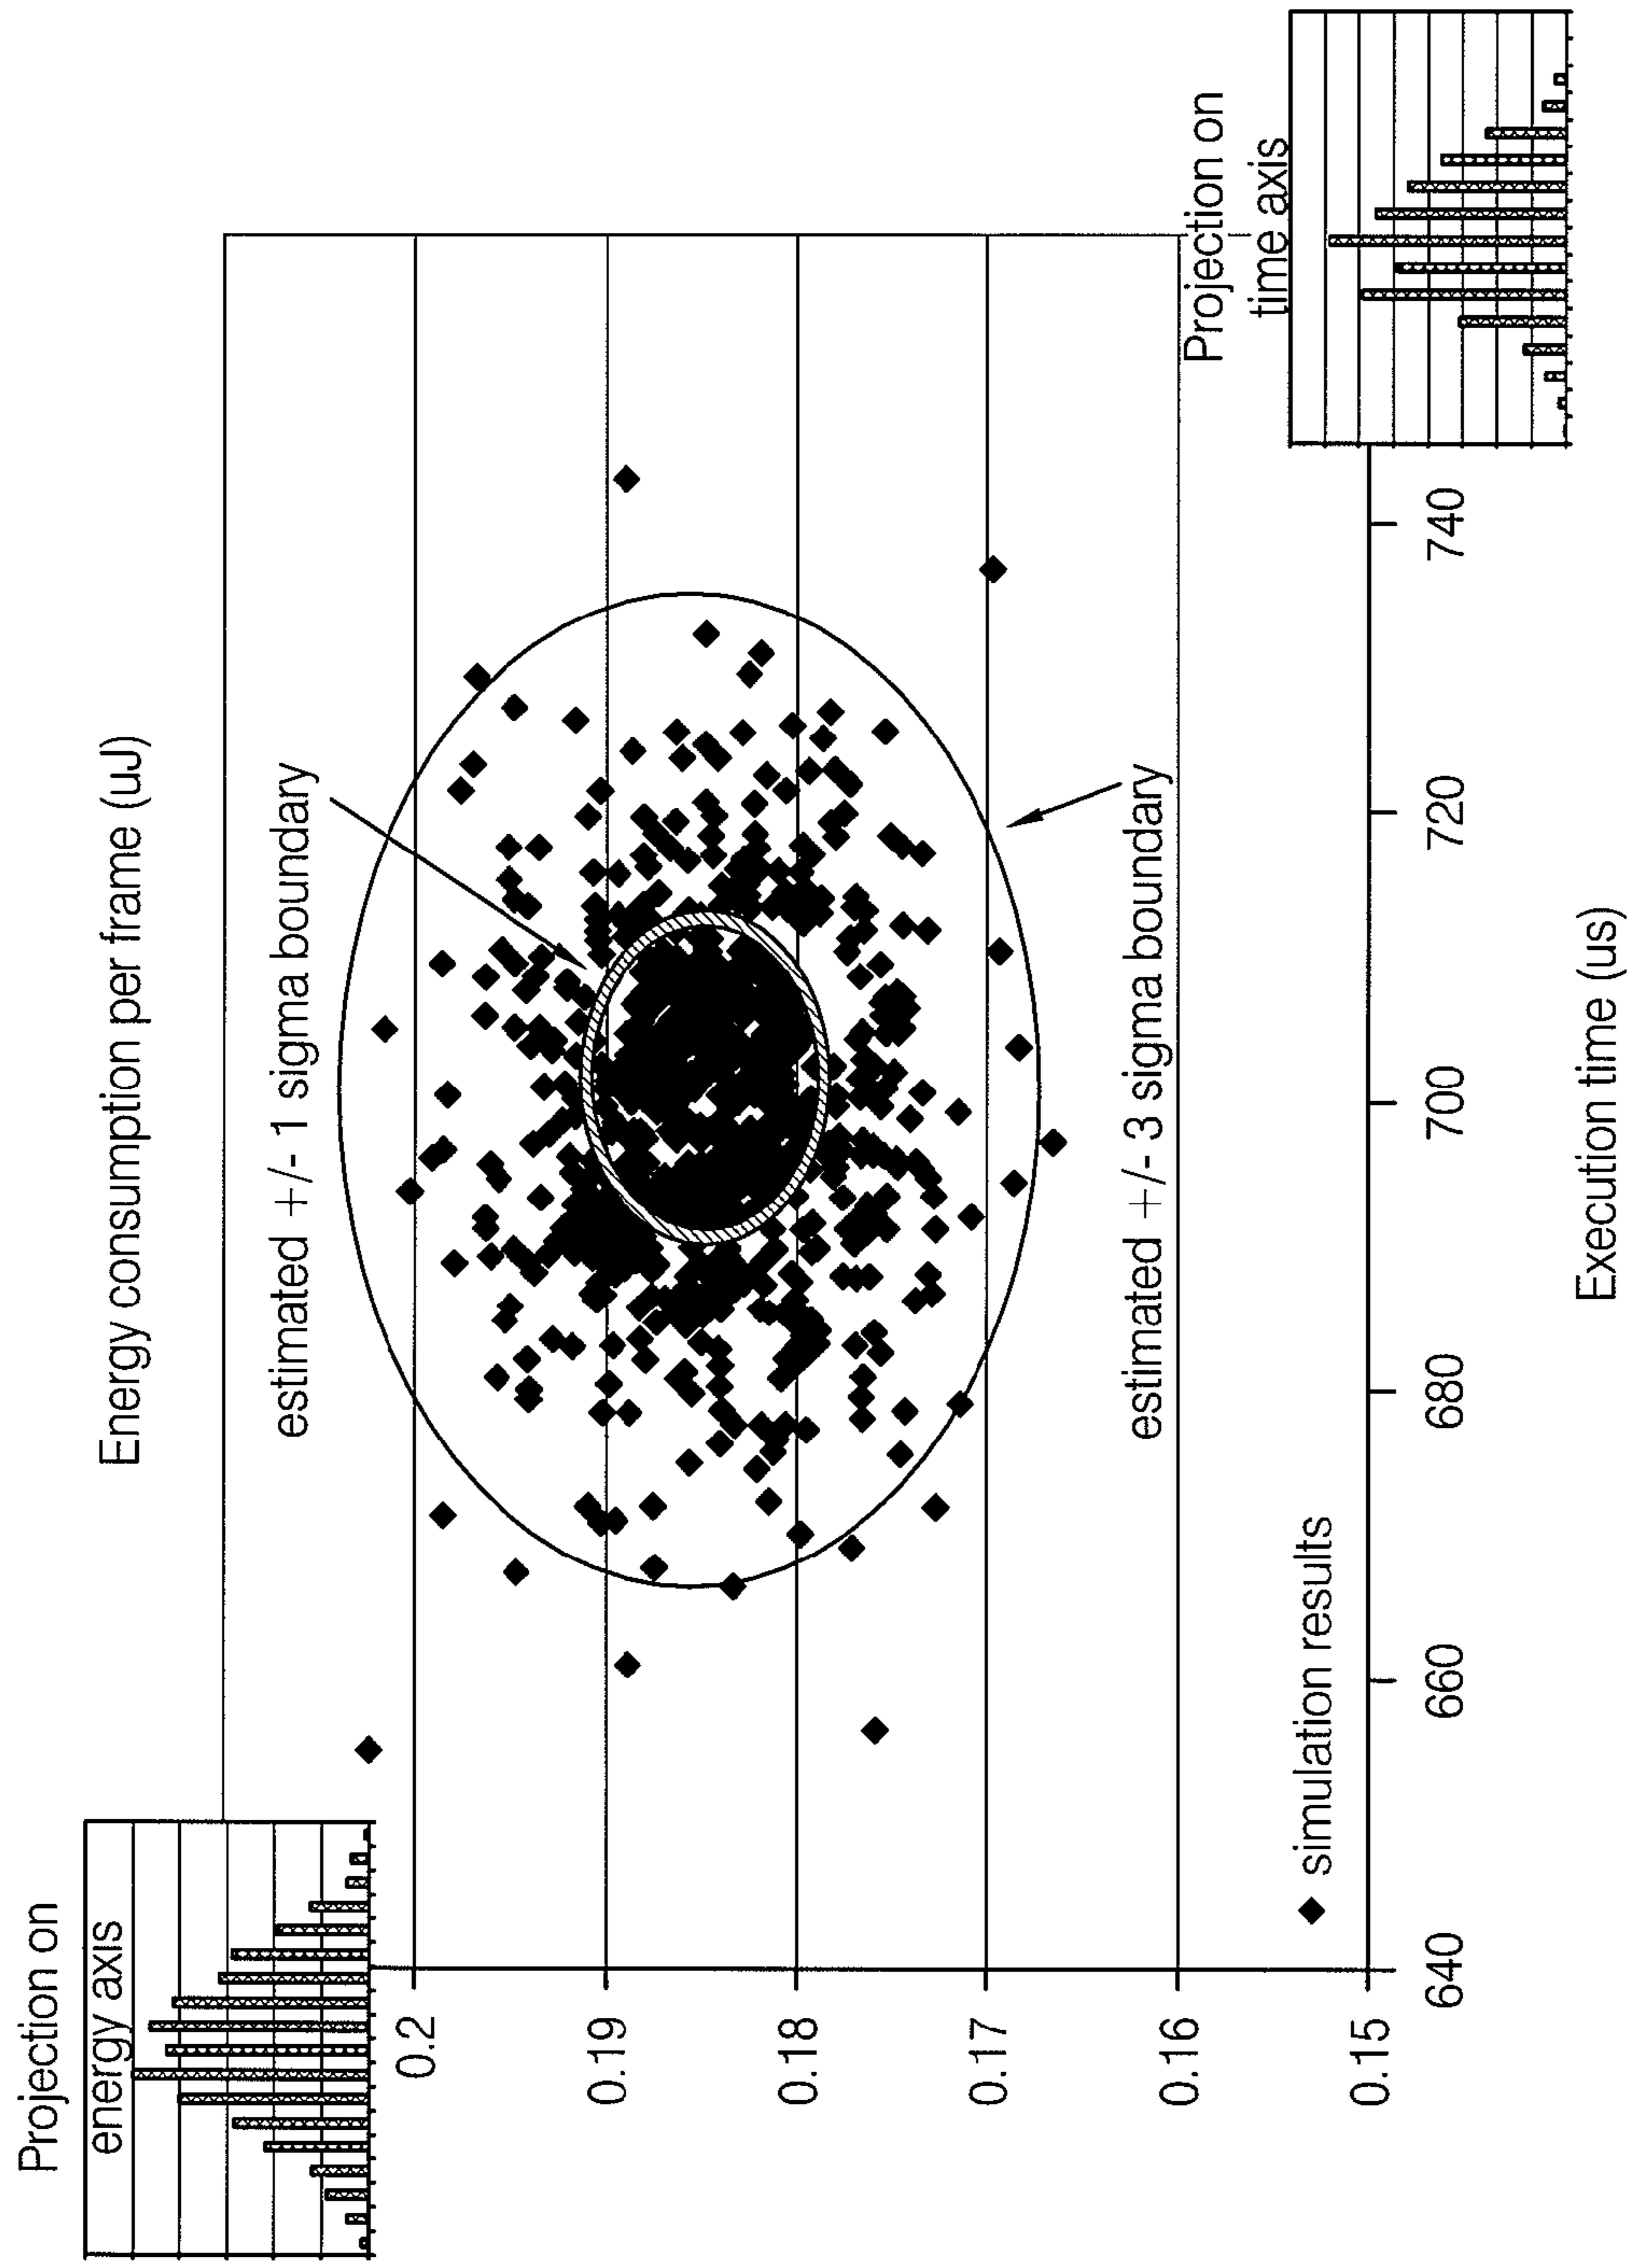 Projection on
energy axis
Energy consumption per frame (uJ)
estimated +/- 1 sigma boundary
0.2
0.19
0.18
0.17
0.16
0.15
estimated +/- 3 sigma boundary
simulation results
Projection on
time axis
640
660
680
700
720
740
Execution time (us)